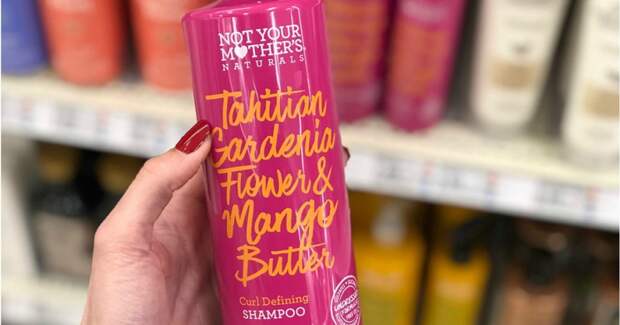 NOT YOUR
MOTHER'S
NATURALS
Tahitian
Gardenia
Flower &
Mango
Butter
Curl Defining
SHAMPOO